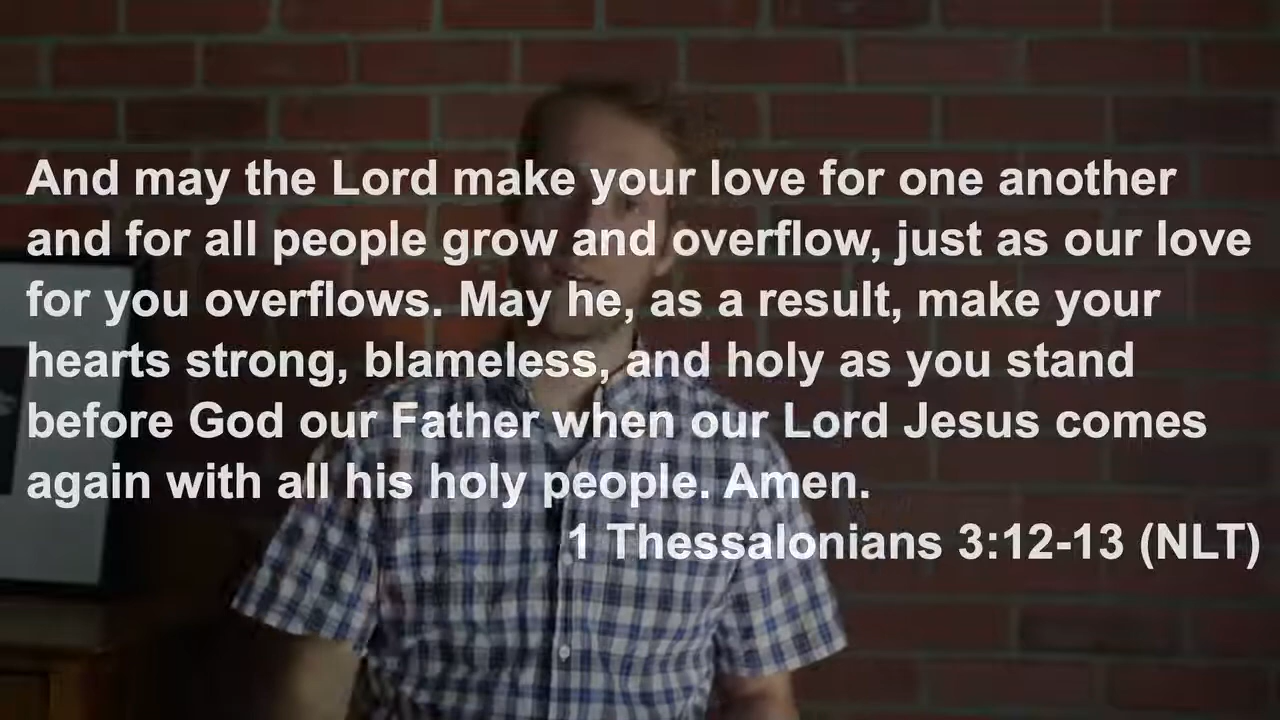 And may the Lord make your love for one another
and for all people grow and overflow, just as our love
for you overflows. May he, as a result, make your
hearts strong, blameless, and holy as you stand
before God our Father when our Lord Jesus comes
again with all his holy people. Amen.
1 Thessalonians 3:12-13 (NLT)